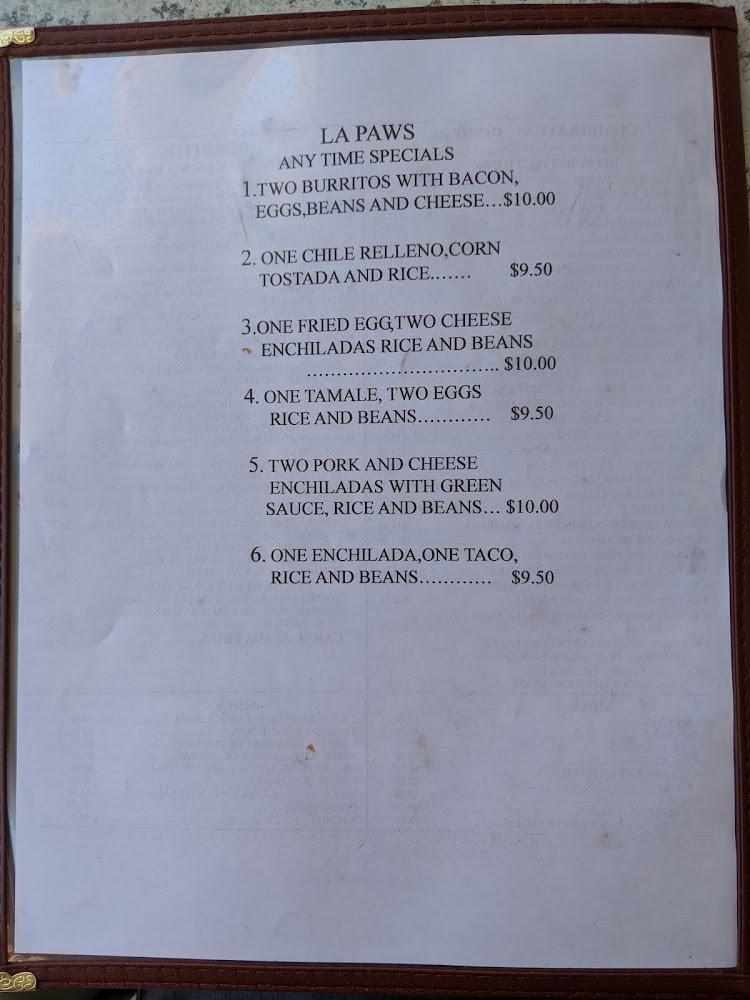 LA PAWS
ANY TIME SPECIALS
1.TWO BURRITOS WITH BACON,
EGGS,BEANS AND CHEESE...$10.00
2. ONE CHILE RELLENO,CORN
TOSTADA AND RICE....... $9.50
3.ONE FRIED EGG,TWO CHEESE
ENCHILADAS RICE AND BEANS
................................. $10.00
4. ONE TAMALE, TWO EGGS
RICE AND BEANS............ $9.50
5. TWO PORK AND CHEESE
ENCHILADAS WITH GREEN
SAUCE, RICE AND BEANS... $10.00
6. ONE ENCHILADA,ONE TACO,
RICE AND BEANS............ $9.50